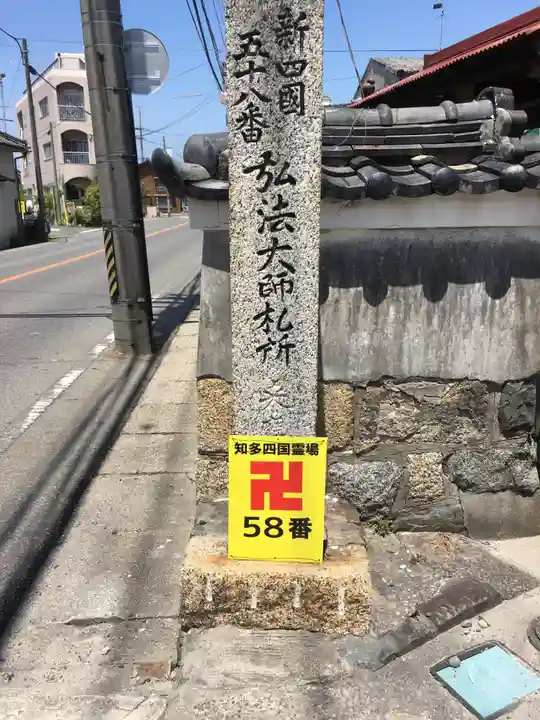 新四國
五十八番
弘法大師札所
知多四国霊場
卍
58番